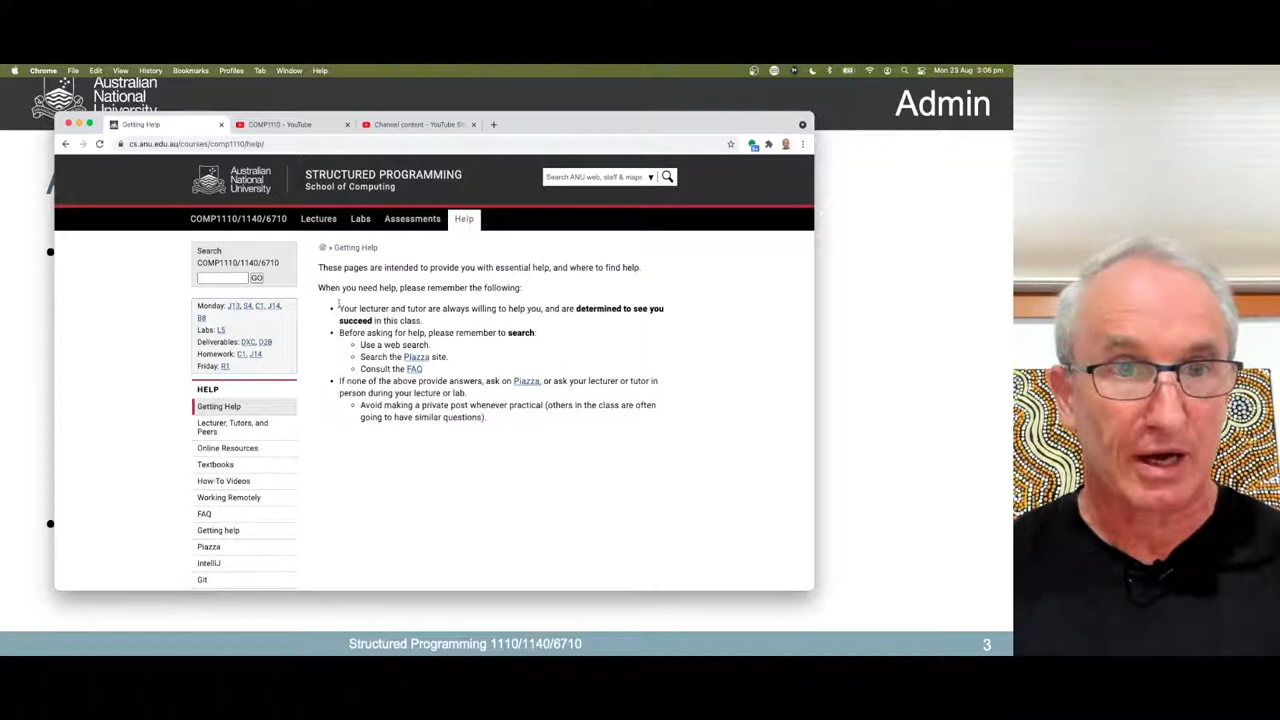 Chrome File Edit View History Bookmarks Profiles Tab Window Help
Mon 23 Aug 3:06 pm
Australian
National
University
Admin
Getting Help
COMP1110 - YouTube
Channel content - YouTube St
cs.anu.edu.au/courses/comp1110/help/
Australian
National
University
STRUCTURED PROGRAMMING
School of Computing
Search ANU web, staff & maps
COMP1110/1140/6710 Lectures Labs Assessments Help
Search
COMP1110/1140/6710
GO
Monday: J13, S4, C1, J14,
B8
Labs: L5
Deliverables: DXC, D2B
Homework: C1, J14
Friday: R1
HELP
Getting Help
Lecturer, Tutors, and
Peers
Online Resources
Textbooks
How-To Videos
Working Remotely
FAQ
Getting help
Piazza
IntelliJ
Git
» Getting Help
These pages are intended to provide you with essential help, and where to find help.
When you need help, please remember the following:
• Your lecturer and tutor are always willing to help you, and are determined to see you
succeed in this class.
• Before asking for help, please remember to search:
Use a web search.
Search the Piazza site.
Consult the FAQ
• If none of the above provide answers, ask on Piazza, or ask your lecturer or tutor in
person during your lecture or lab.
Avoid making a private post whenever practical (others in the class are often
going to have similar questions).
Structured Programming 1110/1140/6710
3